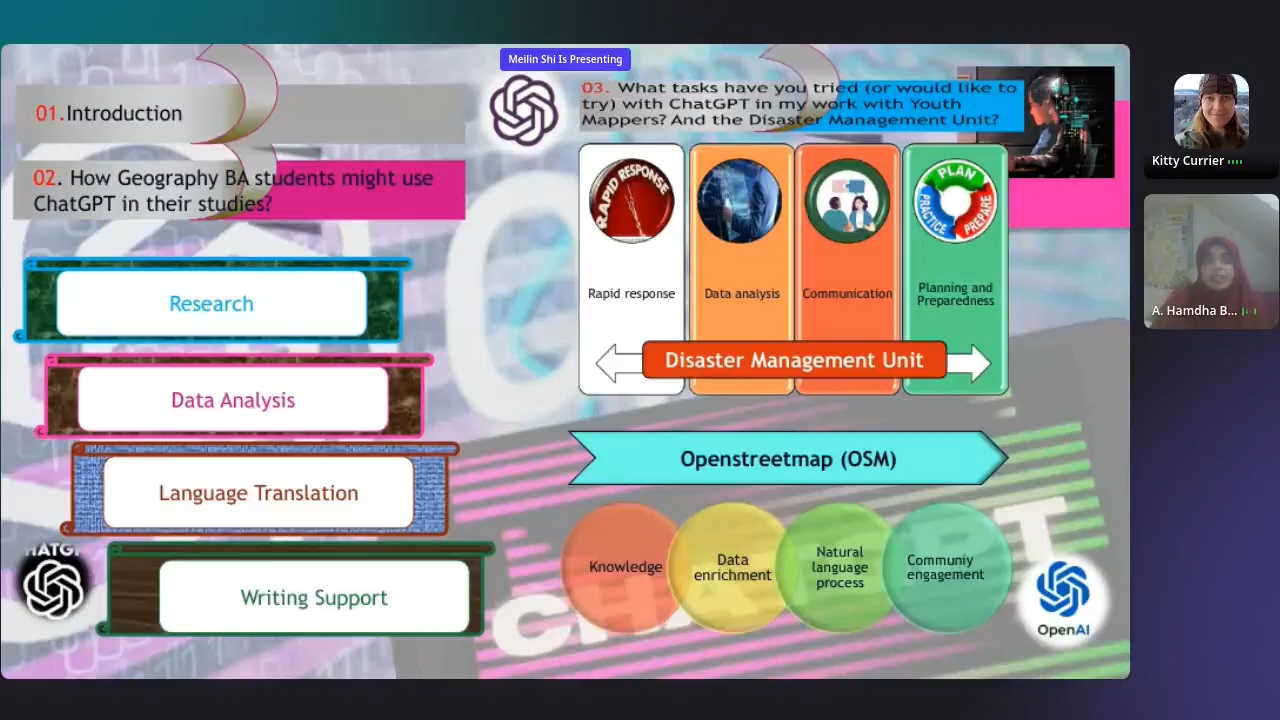 Meilin Shi Is Presenting
01.Introduction
02. How Geography BA students might use
ChatGPT in their studies?
Research
Data Analysis
Language Translation
Writing Support
HATG
03. What tasks have you tried (or would like to
try) with ChatGPT in my work with Youth
Mappers? And the Disaster Management Unit?
RAPID RESPONSE
PLAN
PREPARE
PRACTICE
Rapid response
Data analysis
Communication
Planning and
Preparedness
Disaster Management Unit
Openstreetmap (OSM)
Knowledge
Data
enrichment
Natural
language
process
Communiy
engagement
CHATGPT
OpenAI
Kitty Currier
A. Hamdha B...